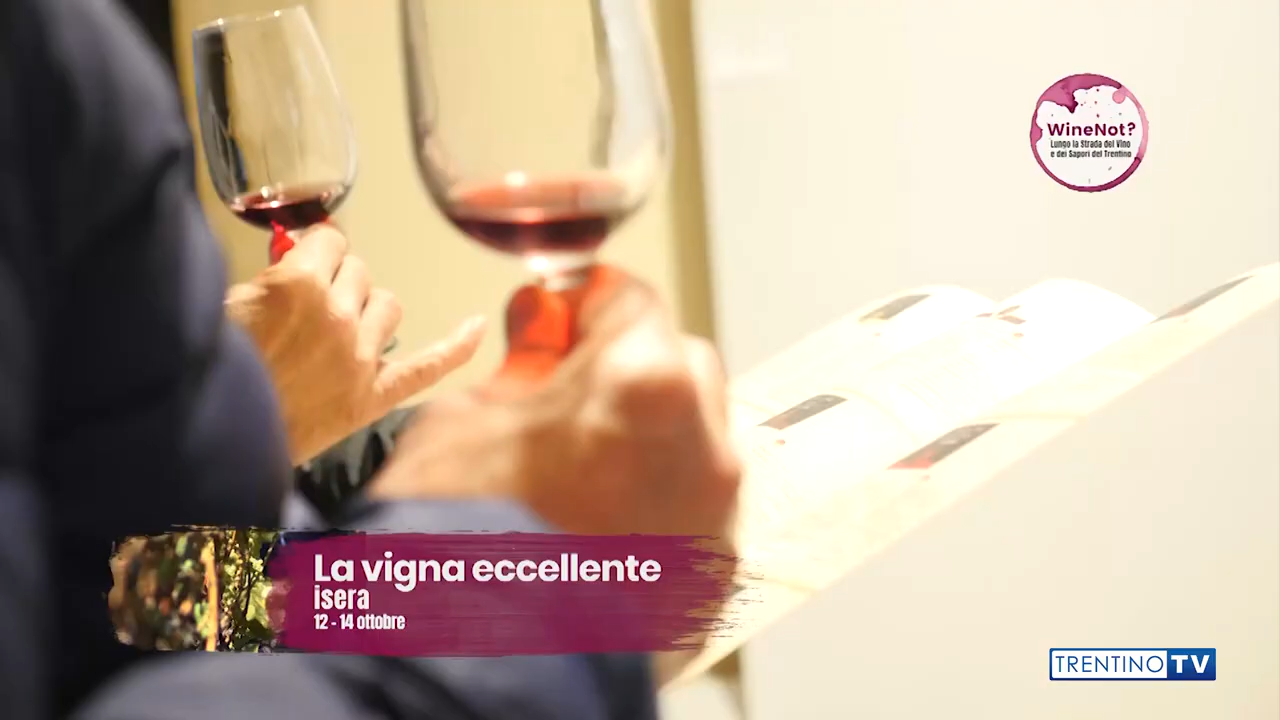 WineNot?
Lungo la Strada del Vino
e dei Sapori del Trentino
La vigna eccellente
isera
12 - 14 ottobre
TRENTINO TV